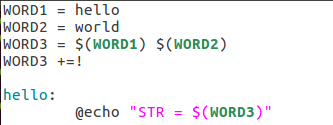 WORD1 = hello
WORD2 = world
WORD3 = $(WORD1) $(WORD2)
WORD3 +=!
hello:
@echo "STR = $(WORD3)"